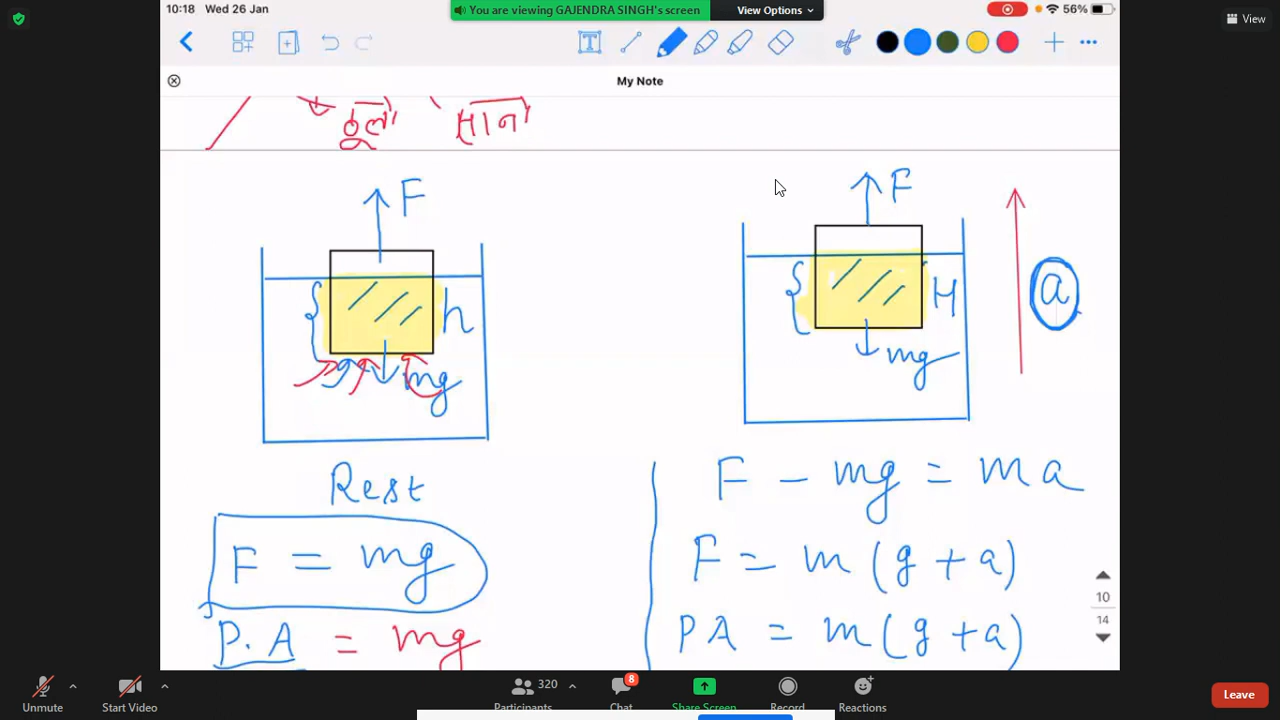 10:18 Wed 26 Jan
You are viewing GAJENDRA SINGH's screen
View Options
56%
View
T
My Note
F
F
h
H
a
mg
mg
Rest
F - mg = ma
F = mg
F = m (g + a)
10
14
P.A = mg
PA = m(g + a)
Unmute
Start Video
320
Participants
8
Chat
Share Screen
Record
Reactions
Leave